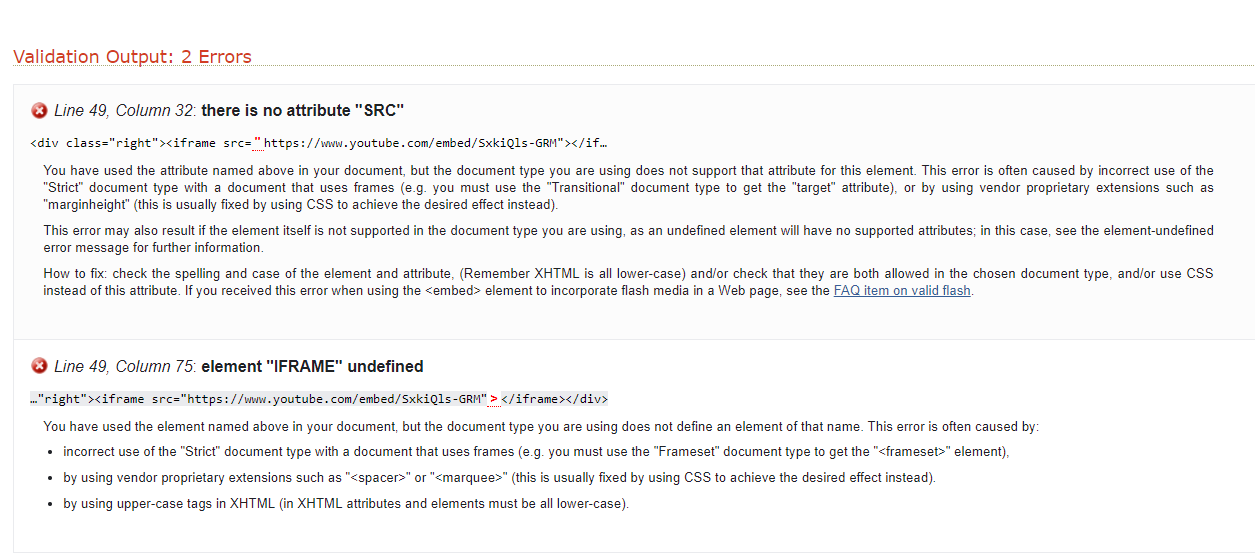 Validation Output: 2 Errors
Line 49, Column 32: there is no attribute "SRC"
<div class="right"><iframe src="https://www.youtube.com/embed/SxkiQls-GRM"></if…
You have used the attribute named above in your document, but the document type you are using does not support that attribute for this element. This error is often caused by incorrect use of the
"Strict" document type with a document that uses frames (e.g. you must use the "Transitional" document type to get the "target" attribute), or by using vendor proprietary extensions such as
"marginheight" (this is usually fixed by using CSS to achieve the desired effect instead).
This error may also result if the element itself is not supported in the document type you are using, as an undefined element will have no supported attributes; in this case, see the element-undefined
error message for further information.
How to fix: check the spelling and case of the element and attribute, (Remember XHTML is all lower-case) and/or check that they are both allowed in the chosen document type, and/or use CSS
instead of this attribute. If you received this error when using the <embed> element to incorporate flash media in a Web page, see the FAQ item on valid flash.
Line 49, Column 75: element "IFRAME" undefined
…"right"><iframe src="https://www.youtube.com/embed/SxkiQls-GRM"></iframe></div>
You have used the element named above in your document, but the document type you are using does not define an element of that name. This error is often caused by:
• incorrect use of the "Strict" document type with a document that uses frames (e.g. you must use the "Frameset" document type to get the "<frameset>" element),
• by using vendor proprietary extensions such as "<spacer>" or "<marquee>" (this is usually fixed by using CSS to achieve the desired effect instead).
• by using upper-case tags in XHTML (in XHTML attributes and elements must be all lower-case).